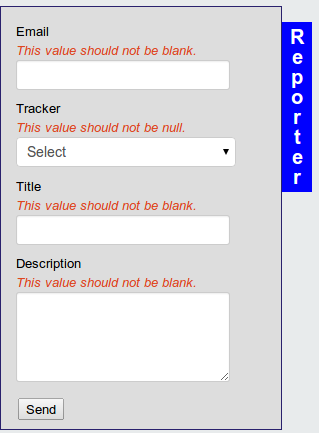 Email
This value should not be blank.
Tracker
This value should not be null.
Select
Title
This value should not be blank.
Description
This value should not be blank.
Send
Reporter